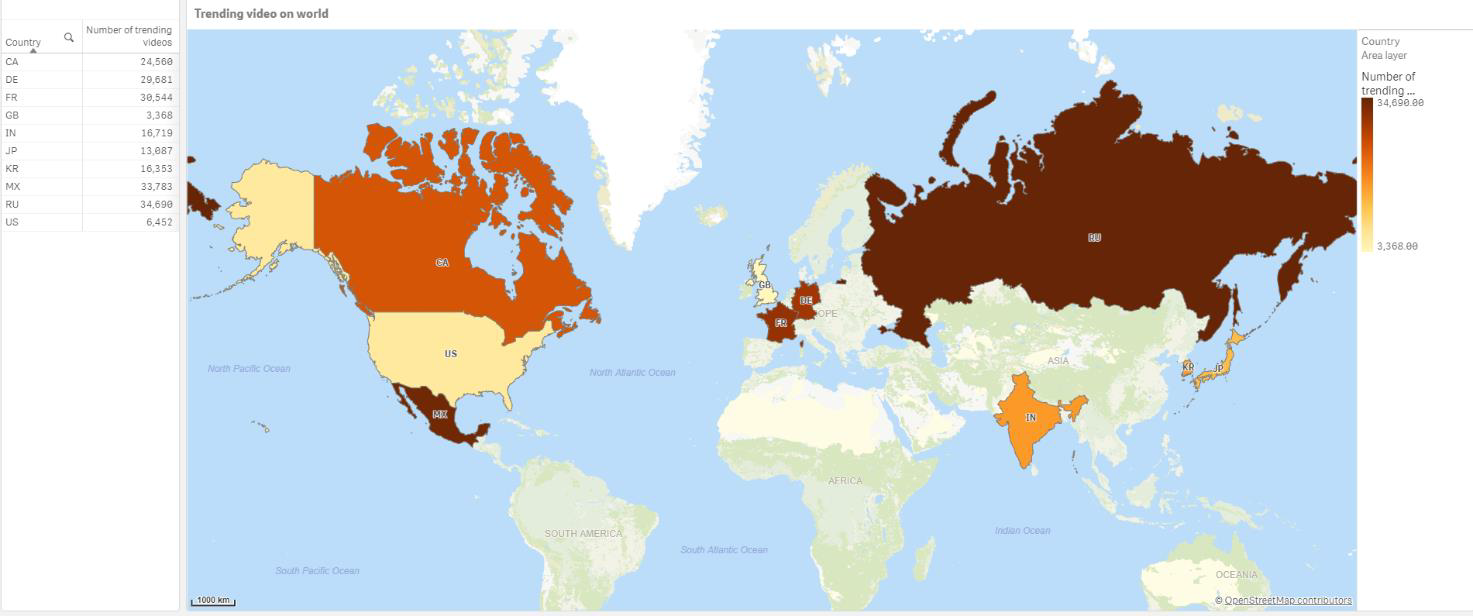 Trending video on world
Number of trending
videos
Country
CA 24,560
DE 29,681
FR 30,544
GB 3,368
IN 16,719
JP 13,087
KR 16,353
MX 33,783
RU 34,690
US 6,452
Country
Area layer
Number of
trending ...
34,690.00
3,368.00
RU
CA
GB
DE
OPE
FR
US
ASIA
KR
JP
North Pacific Ocean
North Atlantic Ocean
MX
IN
AFRICA
SOUTH AMERICA
Indian Ocean
South Atlantic Ocean
South Pacific Ocean
OCEANIA
1000 km
© OpenStreetMap contributors